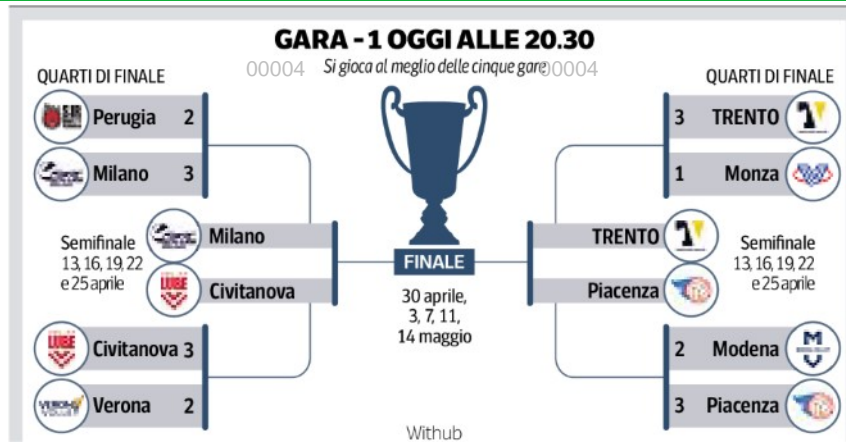 GARA - 1 OGGI ALLE 20.30
Si gioca al meglio delle cinque gare
00004
00004
QUARTI DI FINALE
Perugia 2
Milano 3
Milano
Semifinale
13, 16, 19, 22
e 25 aprile
Civitanova
Civitanova 3
Verona 2
FINALE
30 aprile,
3, 7, 11,
14 maggio
QUARTI DI FINALE
3 TRENTO
1 Monza
TRENTO
Semifinale
13, 16, 19, 22
e 25 aprile
Piacenza
2 Modena
3 Piacenza
LUBE
LUBE
Withub